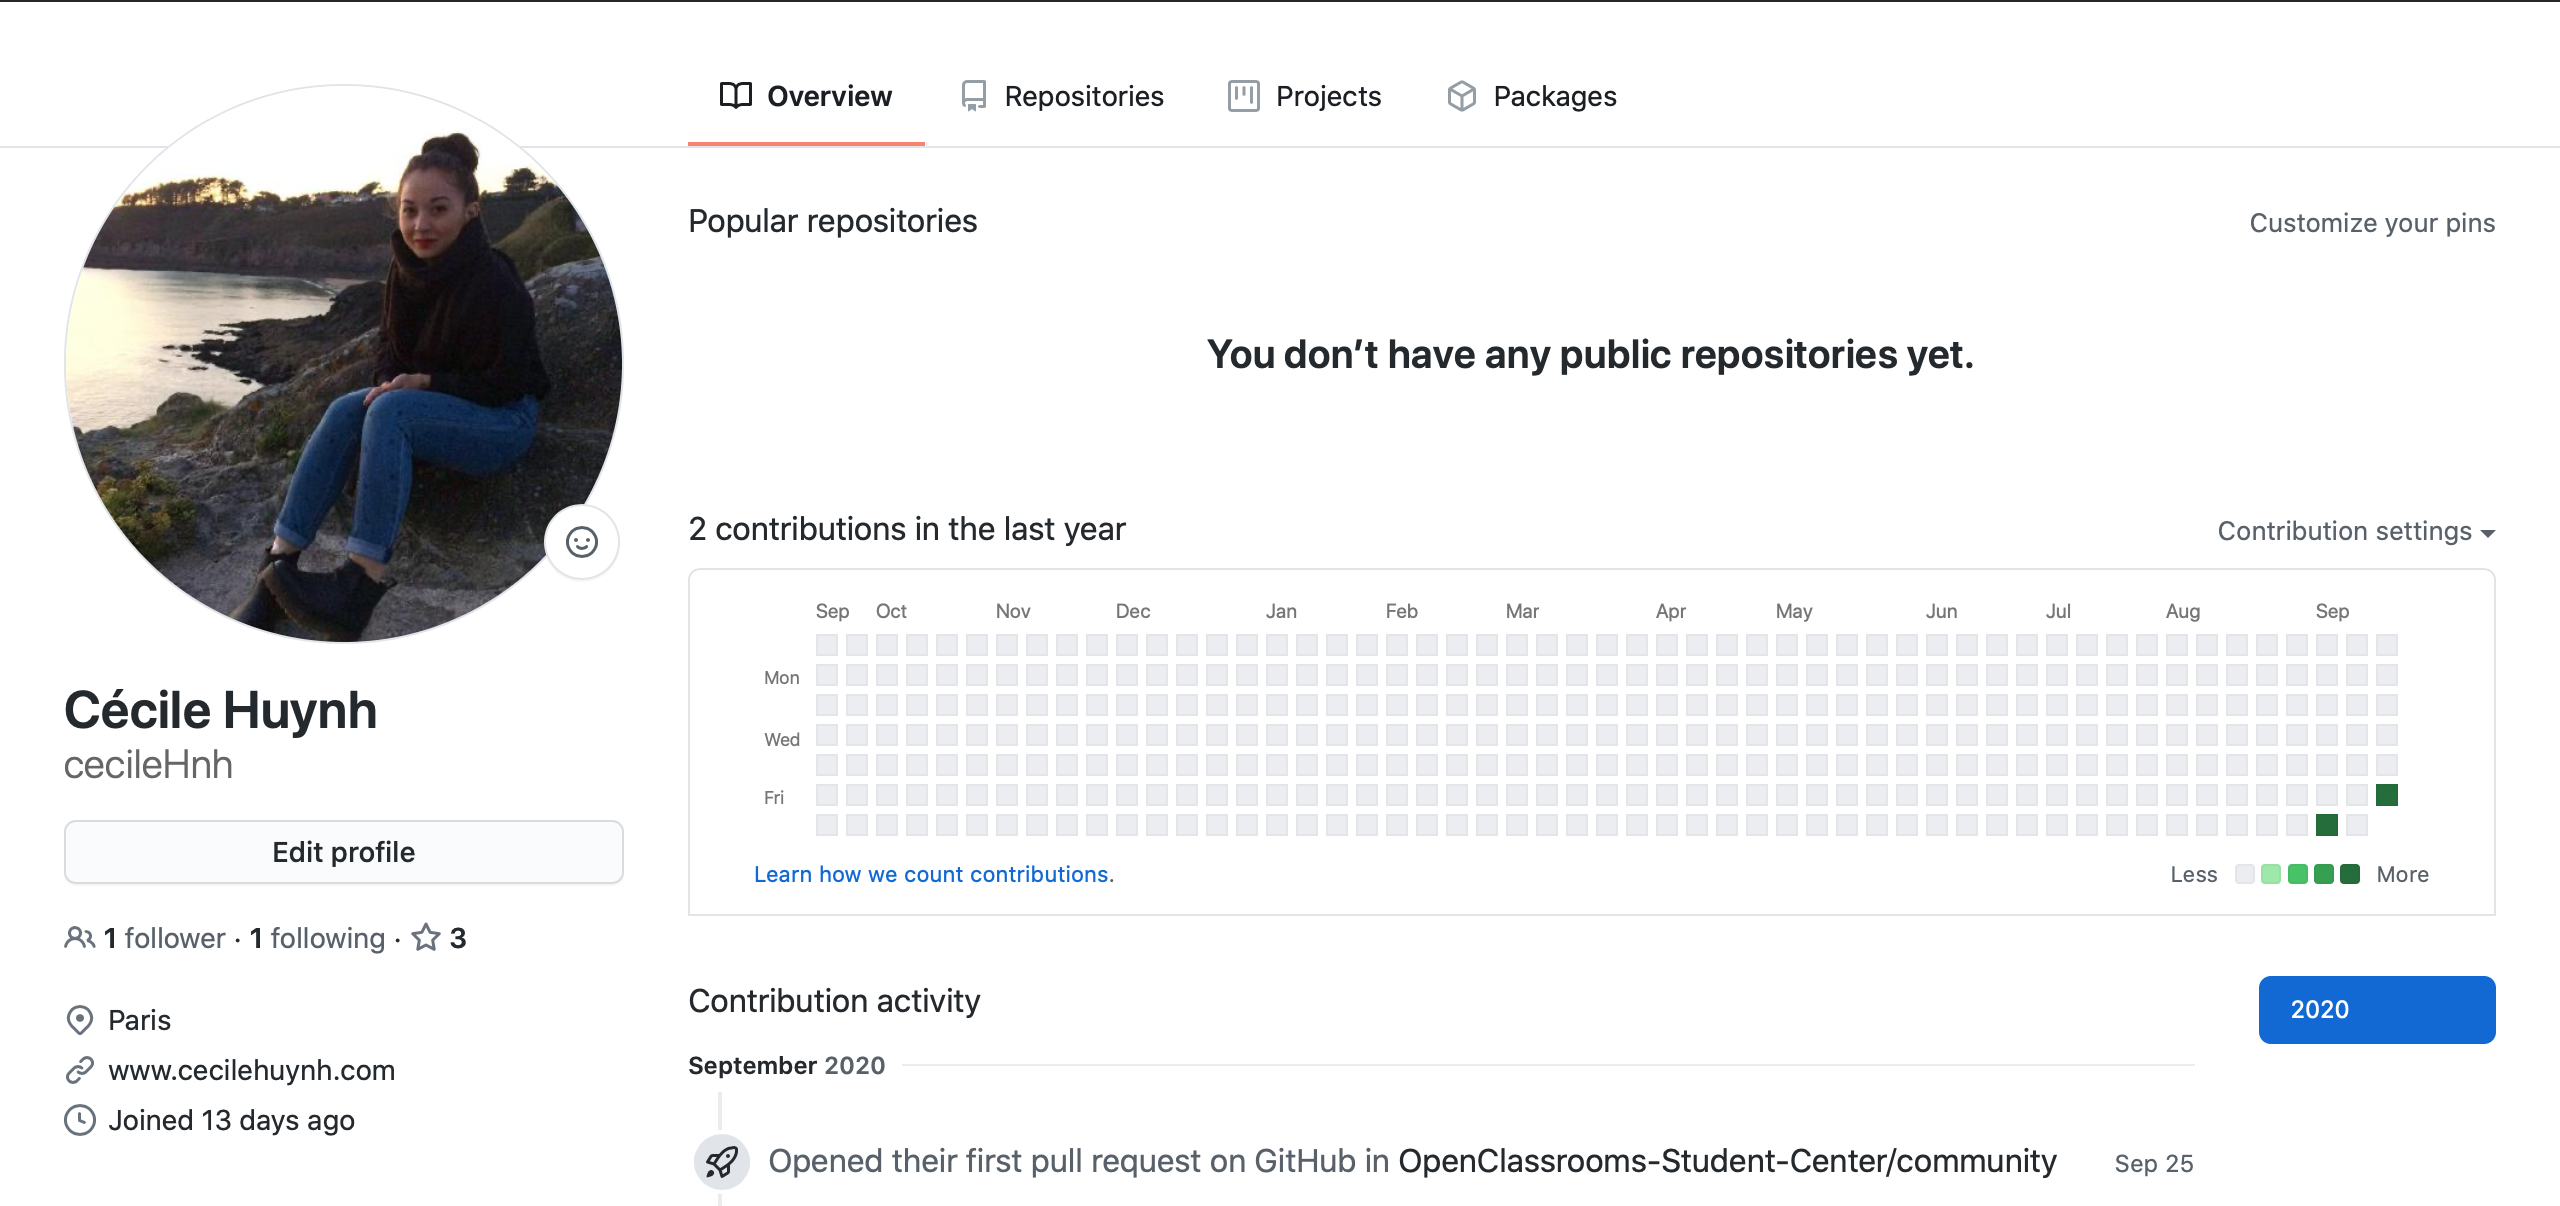 Overview
Repositories
Projects
Packages
Popular repositories
Customize your pins
You don’t have any public repositories yet.
2 contributions in the last year
Contribution settings
Sep Oct Nov Dec Jan Feb Mar Apr May Jun Jul Aug Sep
Mon
Wed
Fri
Learn how we count contributions.
Less More
Cécile Huynh
cecileHnh
Edit profile
1 follower · 1 following · 3
Paris
www.cecilehuynh.com
Joined 13 days ago
Contribution activity
2020
September 2020
Opened their first pull request on GitHub in OpenClassrooms-Student-Center/community Sep 25